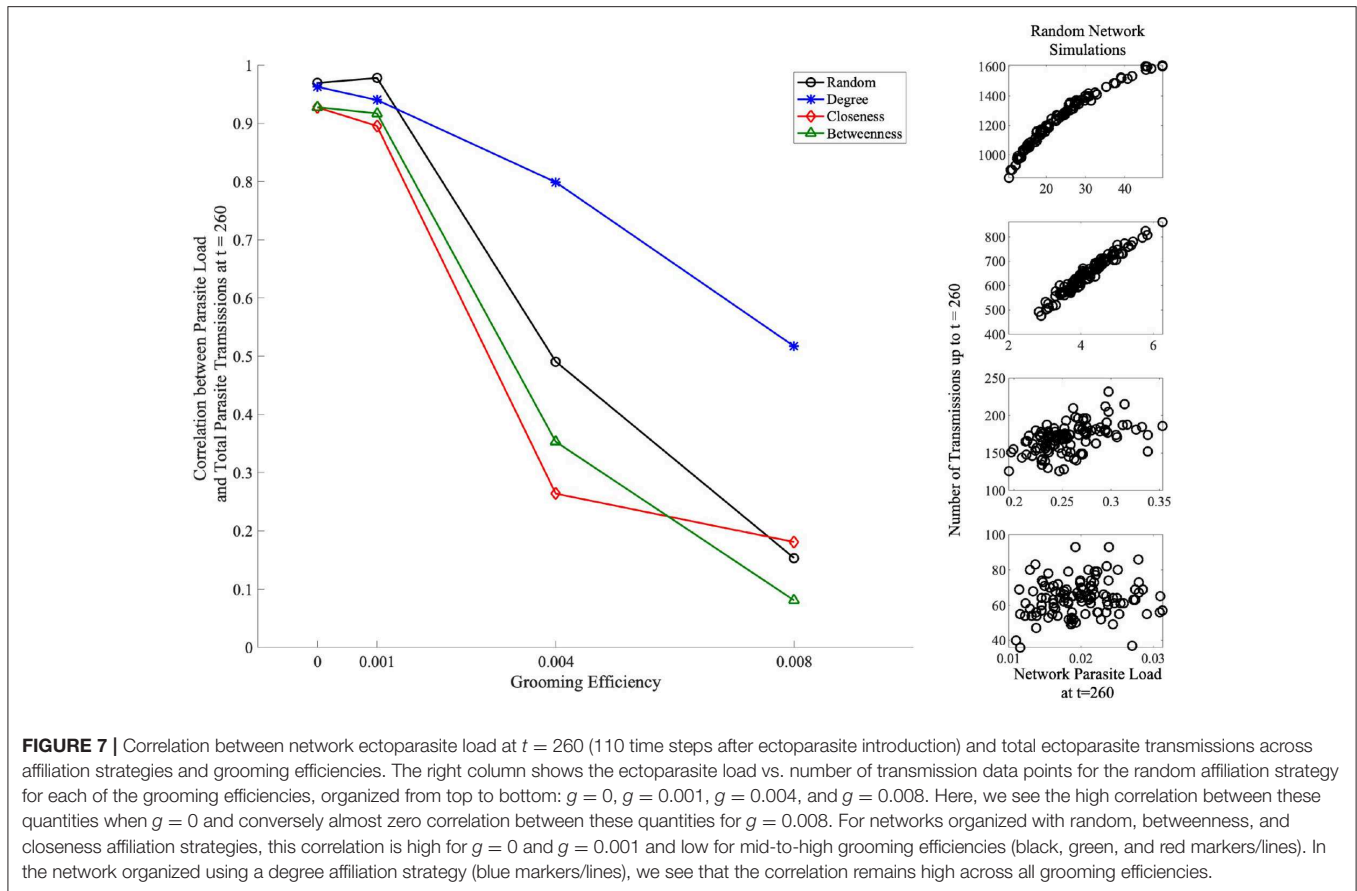 Random Network
Simulations
1
0.9
0.8
0.7
0.6
0.5
0.4
0.3
0.2
0.1
0
Correlation between Parasite Load
and Total Parasite Tramsissions at t = 260
0
0.001
0.004
0.008
Grooming Efficiency
Random
Degree
Closeness
Betweenness
1600
1400
1200
1000
20
30
40
800
700
600
500
400
2
4
6
250
200
150
100
0.2
0.25
0.3
0.35
100
80
60
40
0.01
0.02
0.03
Number of Transmissions up to t = 260
Network Parasite Load
at t=260
FIGURE 7 | Correlation between network ectoparasite load at t = 260 (110 time steps after ectoparasite introduction) and total ectoparasite transmissions across
affiliation strategies and grooming efficiencies. The right column shows the ectoparasite load vs. number of transmission data points for the random affiliation strategy
for each of the grooming efficiencies, organized from top to bottom: g = 0, g = 0.001, g = 0.004, and g = 0.008. Here, we see the high correlation between these
quantities when g = 0 and conversely almost zero correlation between these quantities for g = 0.008. For networks organized with random, betweenness, and
closeness affiliation strategies, this correlation is high for g = 0 and g = 0.001 and low for mid-to-high grooming efficiencies (black, green, and red markers/lines). In
the network organized using a degree affiliation strategy (blue markers/lines), we see that the correlation remains high across all grooming efficiencies.